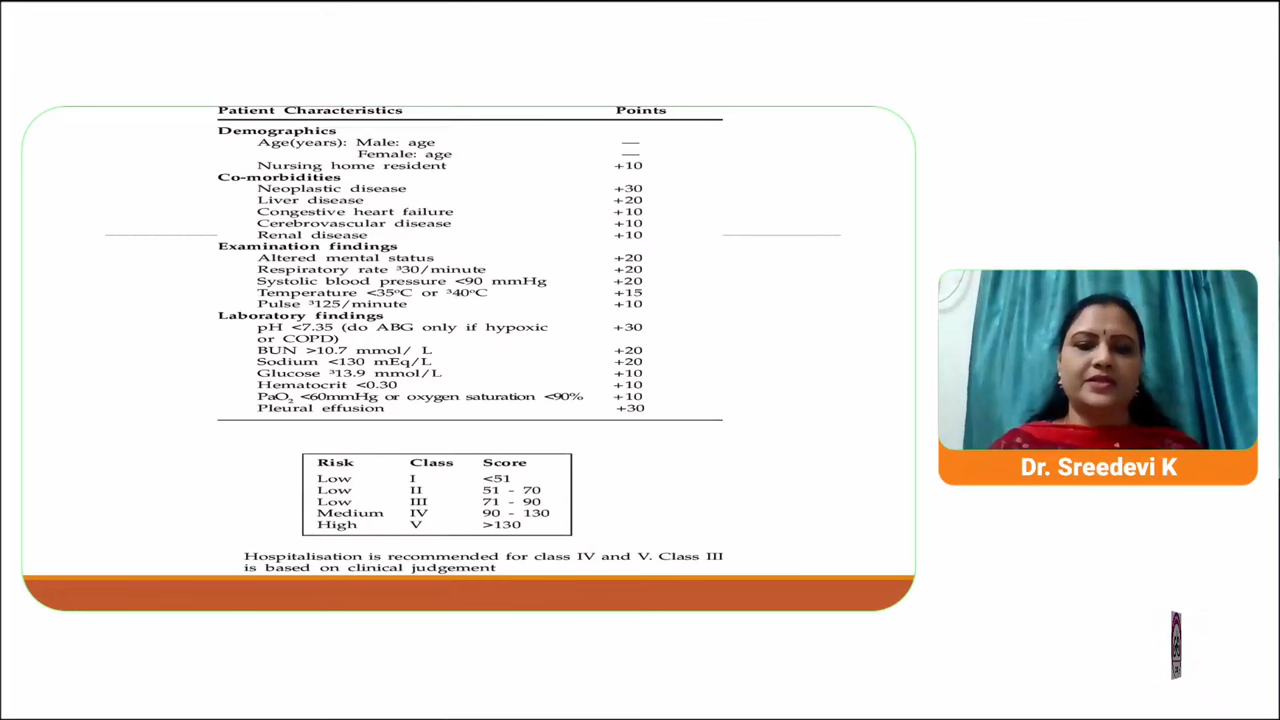 Patient Characteristics Points
Demographics
Age(years): Male: age —
Female: age —
Nursing home resident +10
Co-morbidities
Neoplastic disease +30
Liver disease +20
Congestive heart failure +10
Cerebrovascular disease +10
Renal disease +10
Examination findings
Altered mental status +20
Respiratory rate ³30/minute +20
Systolic blood pressure <90 mmHg +20
Temperature <35ºC or ³40ºC +15
Pulse ³125/minute +10
Laboratory findings
pH <7.35 (do ABG only if hypoxic +30
or COPD)
BUN >10.7 mmol/ L +20
Sodium <130 mEq/L +20
Glucose ³13.9 mmol/L +10
Hematocrit <0.30 +10
PaO₂ <60mmHg or oxygen saturation <90% +10
Pleural effusion +30
Risk Class Score
Low I <51
Low II 51 - 70
Low III 71 - 90
Medium IV 90 - 130
High V >130
Hospitalisation is recommended for class IV and V. Class III
is based on clinical judgement
Dr. Sreedevi K